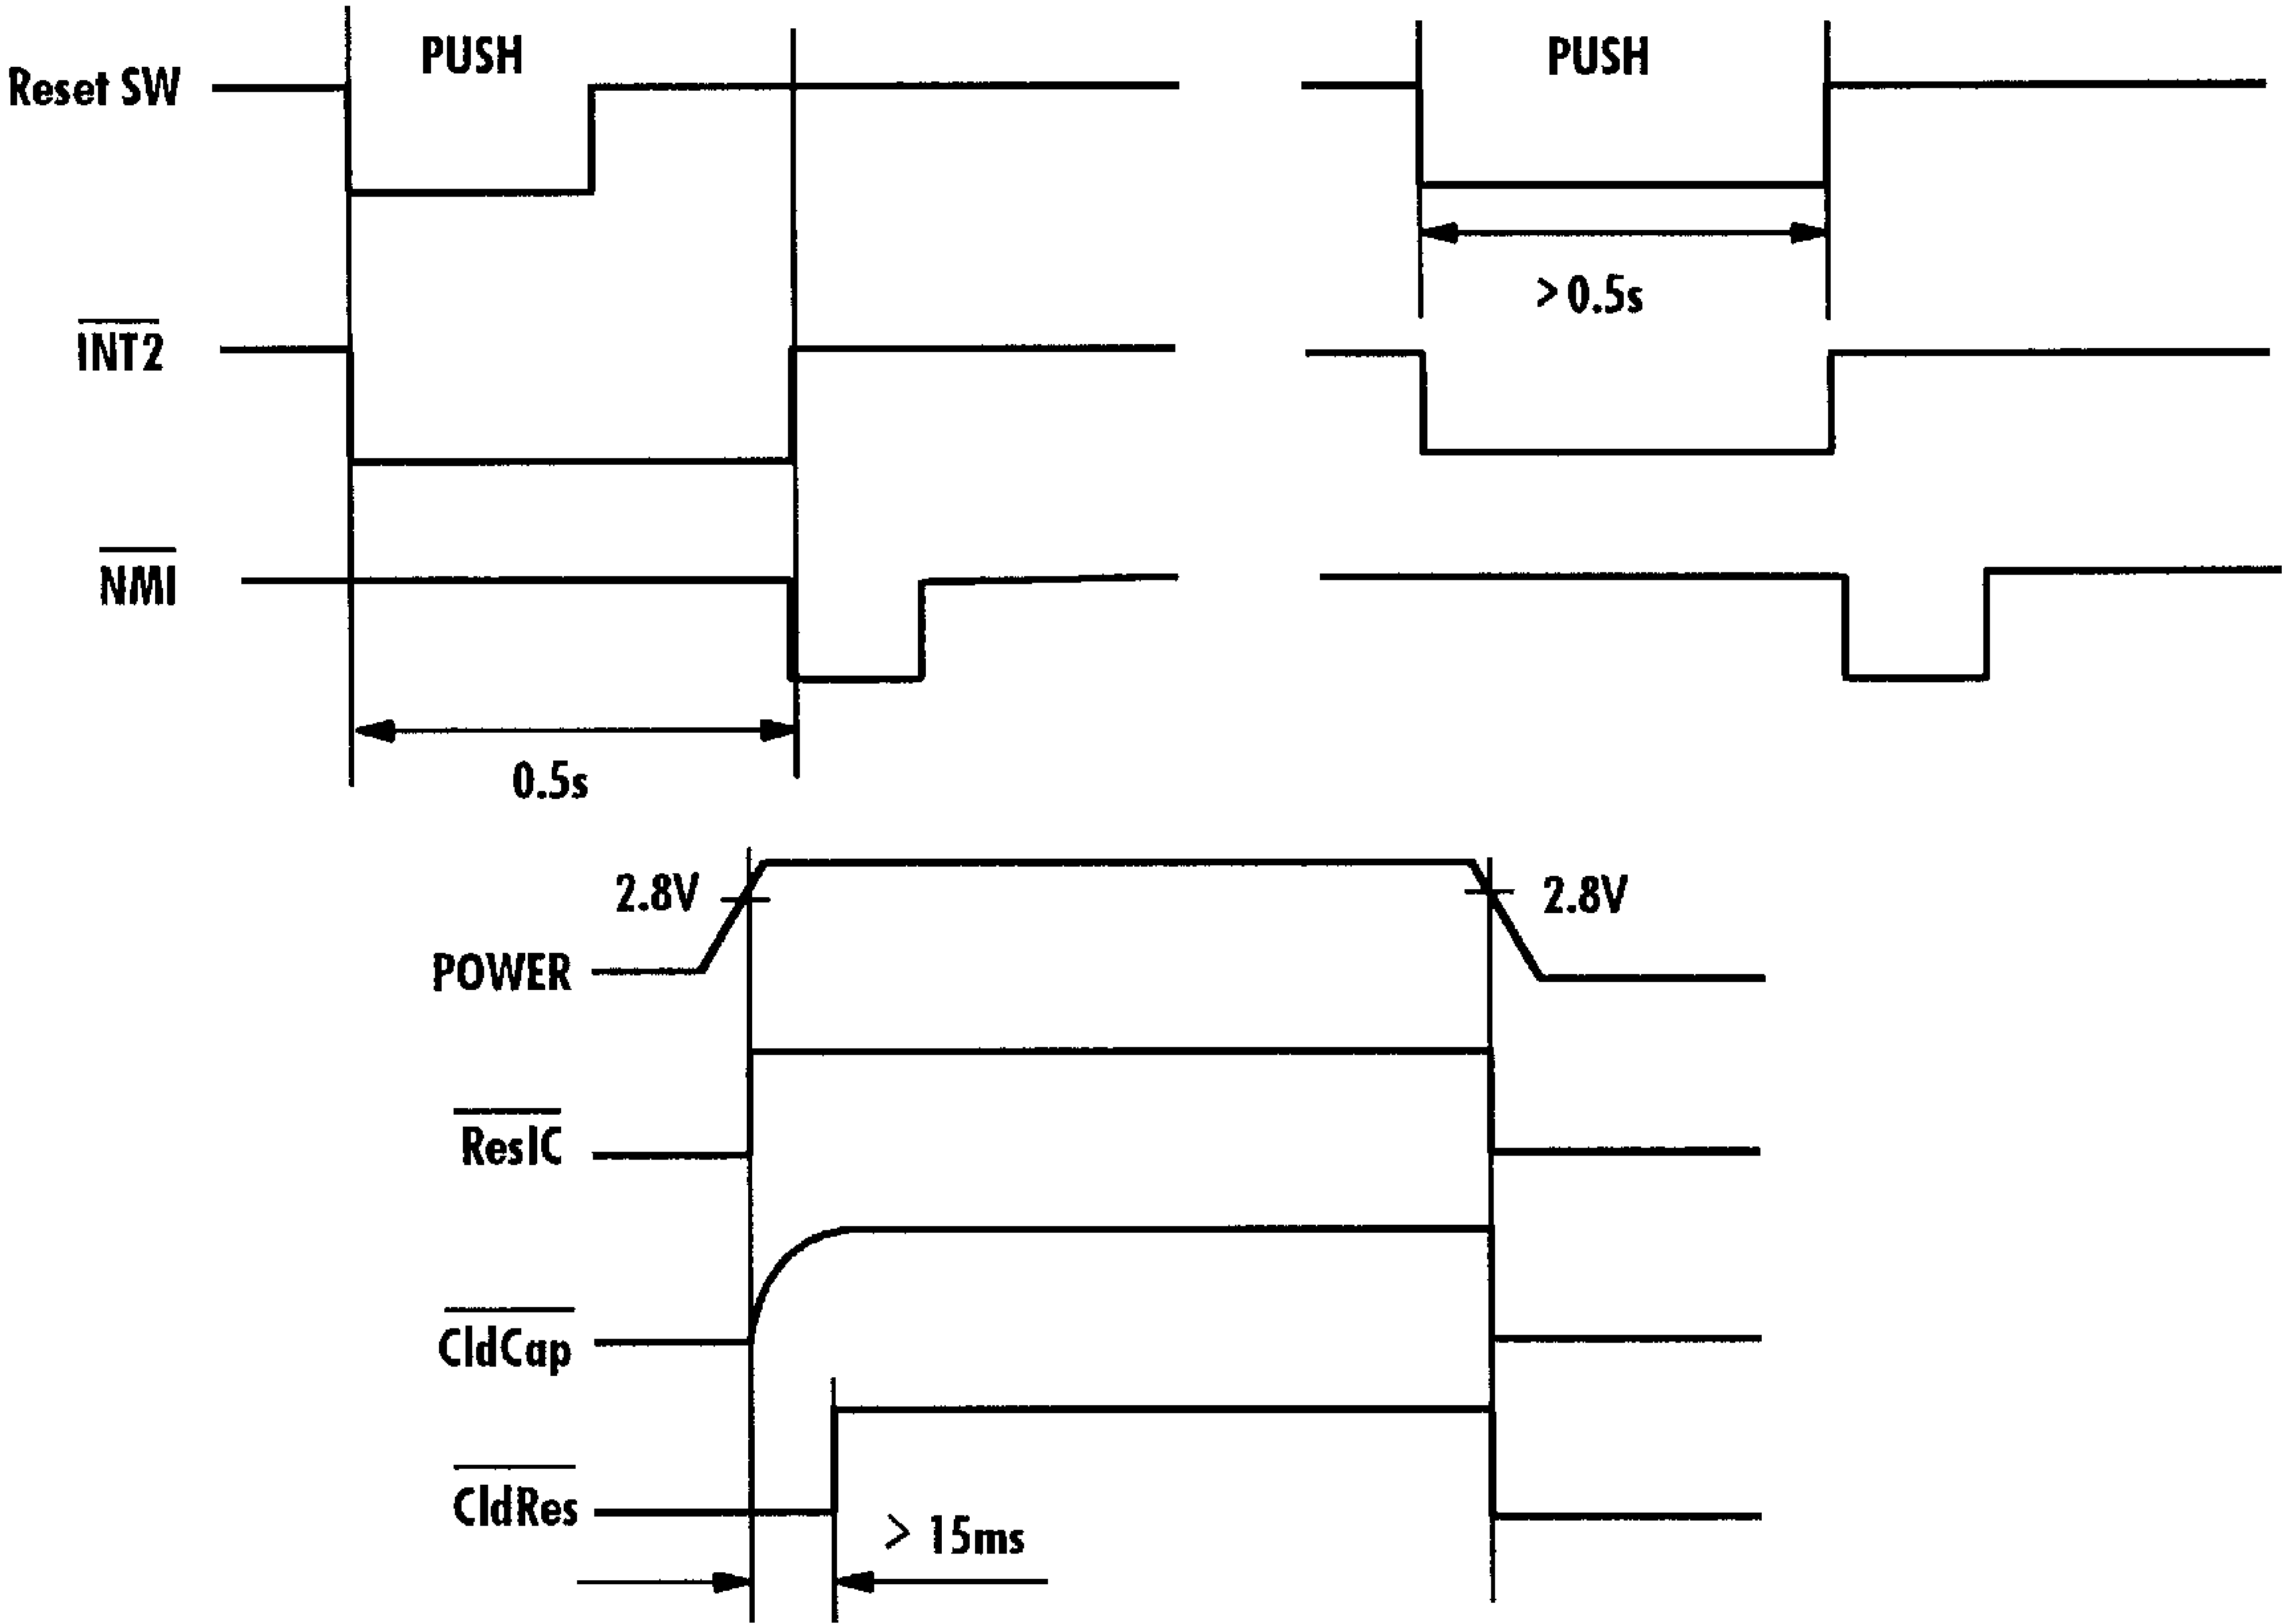 PUSH
PUSH
Reset SW
> 0.5s
INT2
NMI
0.5s
2.8V
2.8V
POWER
ResIC
CldCap
CldRes
> 15ms